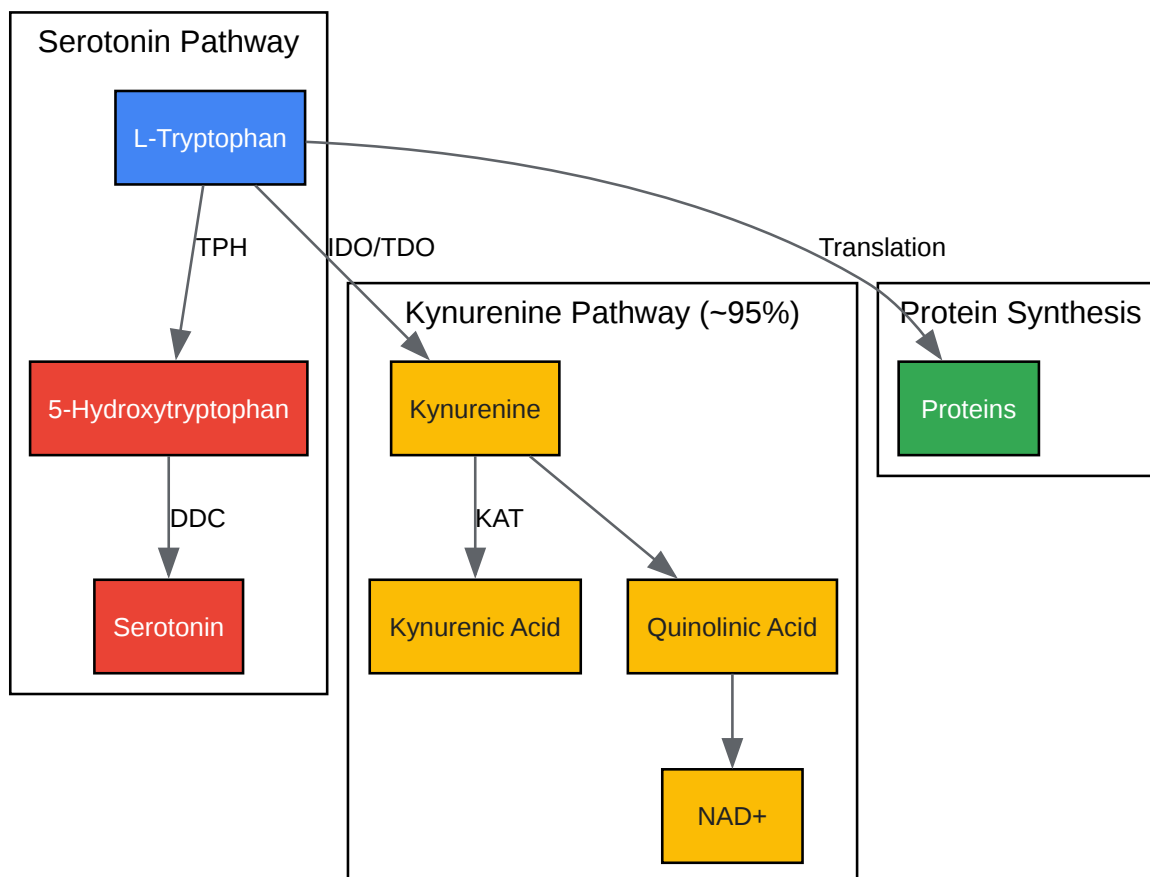 Serotonin Pathway
L-Tryptophan
TPH
IDO/TDO
Translation
Kynurenine Pathway (~95%)
Protein Synthesis
5-Hydroxytryptophan
Kynurenine
Proteins
DDC
KAT
Serotonin
Kynurenic Acid
Quinolinic Acid
NAD+